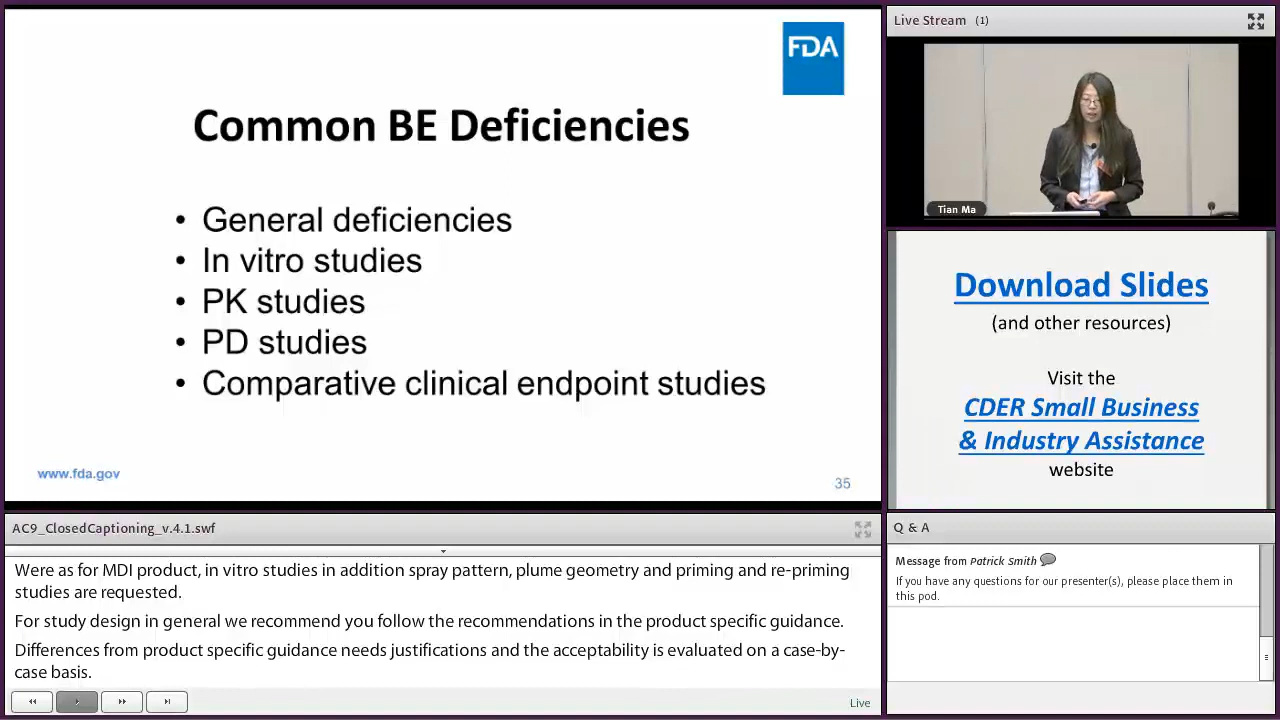 FDA
Common BE Deficiencies
• General deficiencies
• In vitro studies
• PK studies
• PD studies
• Comparative clinical endpoint studies
www.fda.gov
35
Live Stream (1)
Tian Ma
Download Slides
(and other resources)
Visit the
CDER Small Business
& Industry Assistance
website
AC9_ClosedCaptioning_v.4.1.swf
Were as for MDI product, in vitro studies in addition spray pattern, plume geometry and priming and re-priming
studies are requested.
For study design in general we recommend you follow the recommendations in the product specific guidance.
Differences from product specific guidance needs justifications and the acceptability is evaluated on a case-by-
case basis.
Live
Q & A
Message from Patrick Smith
If you have any questions for our presenter(s), please place them in
this pod.